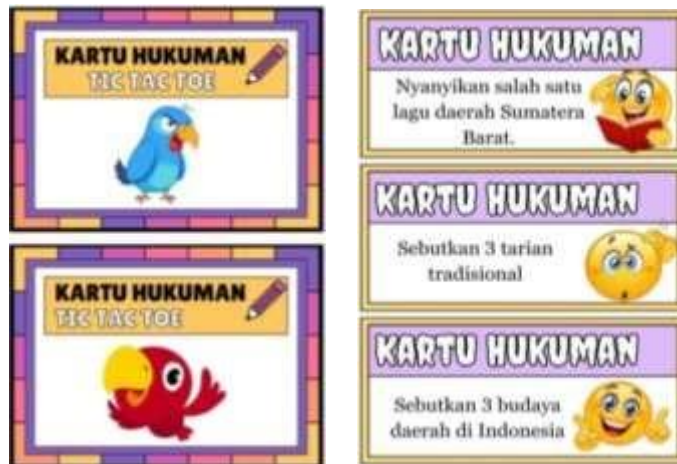 KARTU HUKUMAN
TIC TAC TOE
KARTU HUKUMAN
TIC TAC TOE
KARTU HUKUMAN
Nyanyikan salah satu
lagu daerah Sumatera
Barat.
KARTU HUKUMAN
Sebutkan 3 tarian
tradisional
KARTU HUKUMAN
Sebutkan 3 budaya
daerah di Indonesia